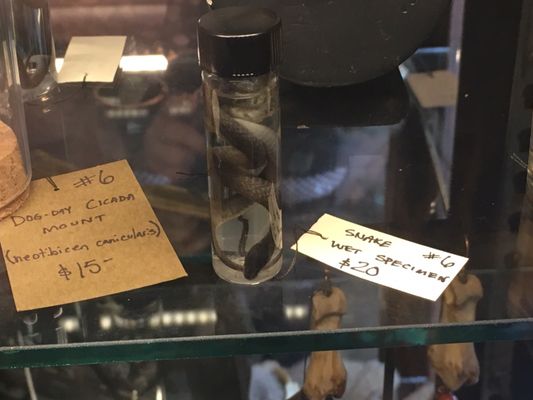 #6
DOG-DAY CICADA
MOUNT
(neotibicen canicularis)
$15-
SNAKE #6
WET SPECIMEN
$20